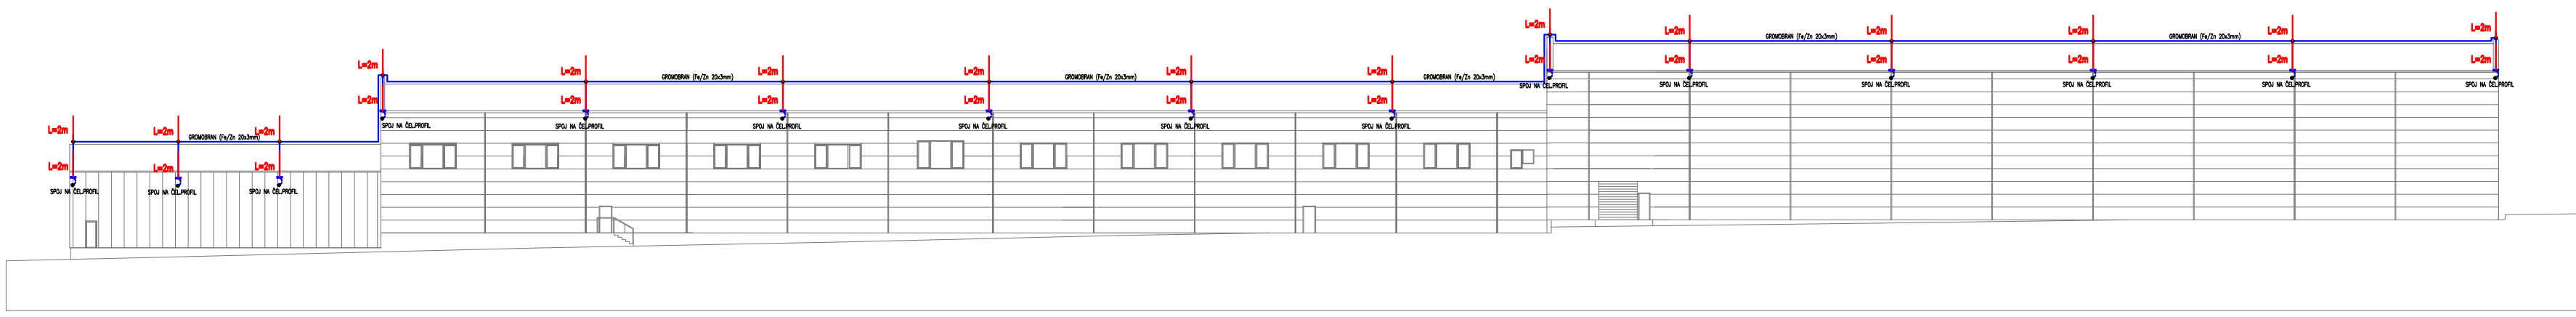 L=2m
L=2m
L=2m
GROMOBRAN (Fe/Zn 20x3mm)
L=2m
L=2m
L=2m
SPOJ NA ČEL.PROFIL
SPOJ NA ČEL.PROFIL
SPOJ NA ČEL.PROFIL
L=2m
L=2m
L=2m
L=2m
L=2m
L=2m
GROMOBRAN (Fe/Zn 20x3mm)
GROMOBRAN (Fe/Zn 20x3mm)
GROMOBRAN (Fe/Zn 20x3mm)
L=2m
L=2m
L=2m
L=2m
L=2m
L=2m
SPOJ NA ČEL.PROFIL
SPOJ NA ČEL.PROFIL
SPOJ NA ČEL.PROFIL
SPOJ NA ČEL.PROFIL
SPOJ NA ČEL.PROFIL
SPOJ NA ČEL.PROFIL
L=2m
L=2m
L=2m
L=2m
L=2m
L=2m
GROMOBRAN (Fe/Zn 20x3mm)
GROMOBRAN (Fe/Zn 20x3mm)
L=2m
L=2m
L=2m
L=2m
L=2m
L=2m
SPOJ NA ČEL.PROFIL
SPOJ NA ČEL.PROFIL
SPOJ NA ČEL.PROFIL
SPOJ NA ČEL.PROFIL
SPOJ NA ČEL.PROFIL
SPOJ NA ČEL.PROFIL